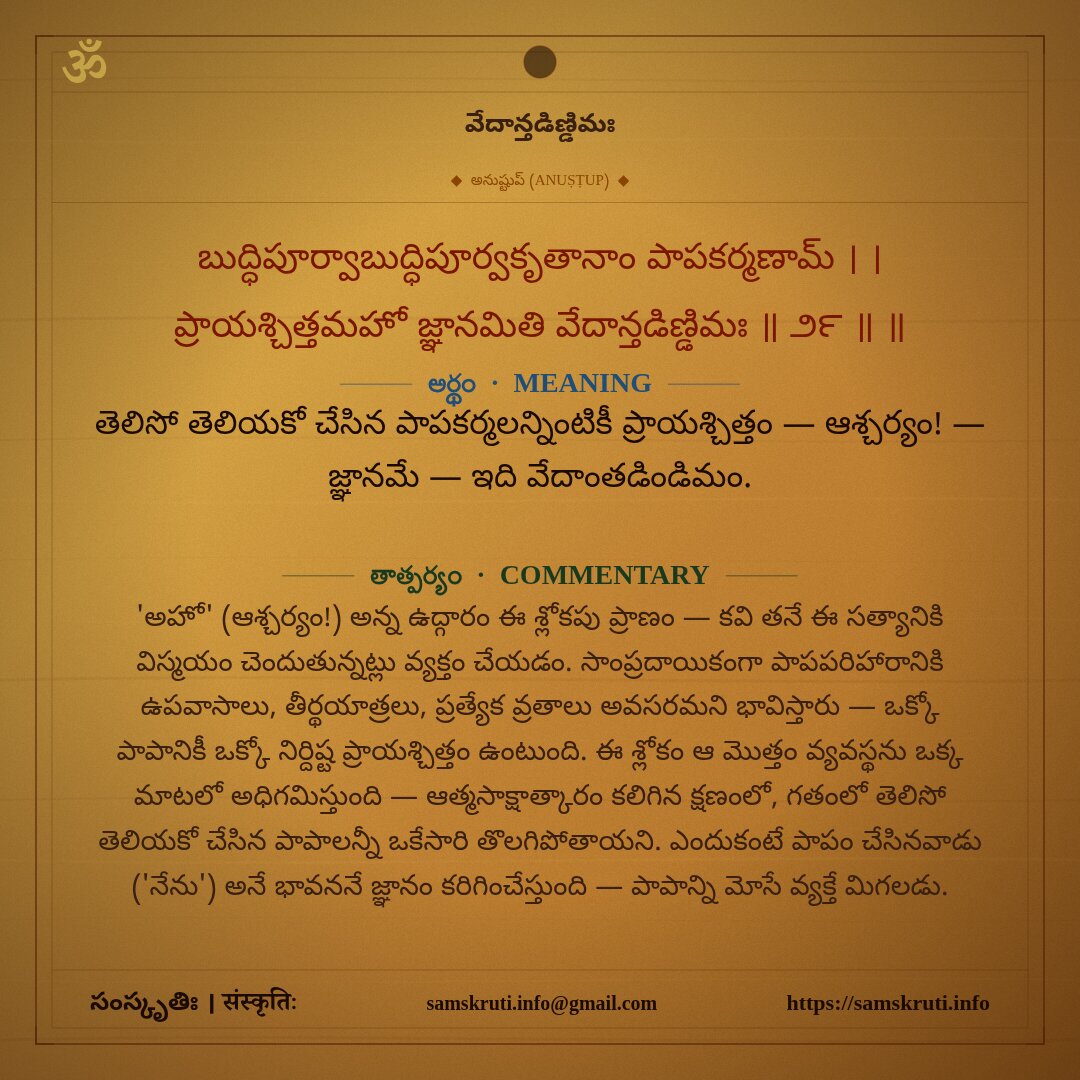 ॐ
వేదాన్తడిణ్డిమః
◆ అనుష్టుప్ (ANUṢṬUP) ◆
బుద్ధిపూర్వాబుద్ధిపూర్వకృతానాం పాపకర్మణామ్ ।।
ప్రాయశ్చిత్తమహో జ్ఞానమితి వేదాన్తడిణ్డిమః ॥ ౨౯ ॥ ॥
అర్థం · MEANING
తెలిసో తెలియకో చేసిన పాపకర్మలన్నింటికీ ప్రాయశ్చిత్తం — ఆశ్చర్యం! —
జ్ఞానమే — ఇది వేదాంతడిండిమం.
తాత్పర్యం · COMMENTARY
'అహో' (ఆశ్చర్యం!) అన్న ఉద్గారం ఈ శ్లోకపు ప్రాణం — కవి తనే ఈ సత్యానికి
విస్మయం చెందుతున్నట్లు వ్యక్తం చేయడం. సాంప్రదాయికంగా పాపపరిహారానికి
ఉపవాసాలు, తీర్థయాత్రలు, ప్రత్యేక వ్రతాలు అవసరమని భావిస్తారు — ఒక్కో
పాపానికీ ఒక్కో నిర్దిష్ట ప్రాయశ్చిత్తం ఉంటుంది. ఈ శ్లోకం ఆ మొత్తం వ్యవస్థను ఒక్క
మాటలో అధిగమిస్తుంది — ఆత్మసాక్షాత్కారం కలిగిన క్షణంలో, గతంలో తెలిసో
తెలియకో చేసిన పాపాలన్నీ ఒకేసారి తొలగిపోతాయని. ఎందుకంటే పాపం చేసినవాడు
('నేను') అనే భావననే జ్ఞానం కరిగించేస్తుంది — పాపాన్ని మోసే వ్యక్తే మిగలడు.
సంస్కృతిః | संस्कृतिः
samskruti.info@gmail.com
https://samskruti.info